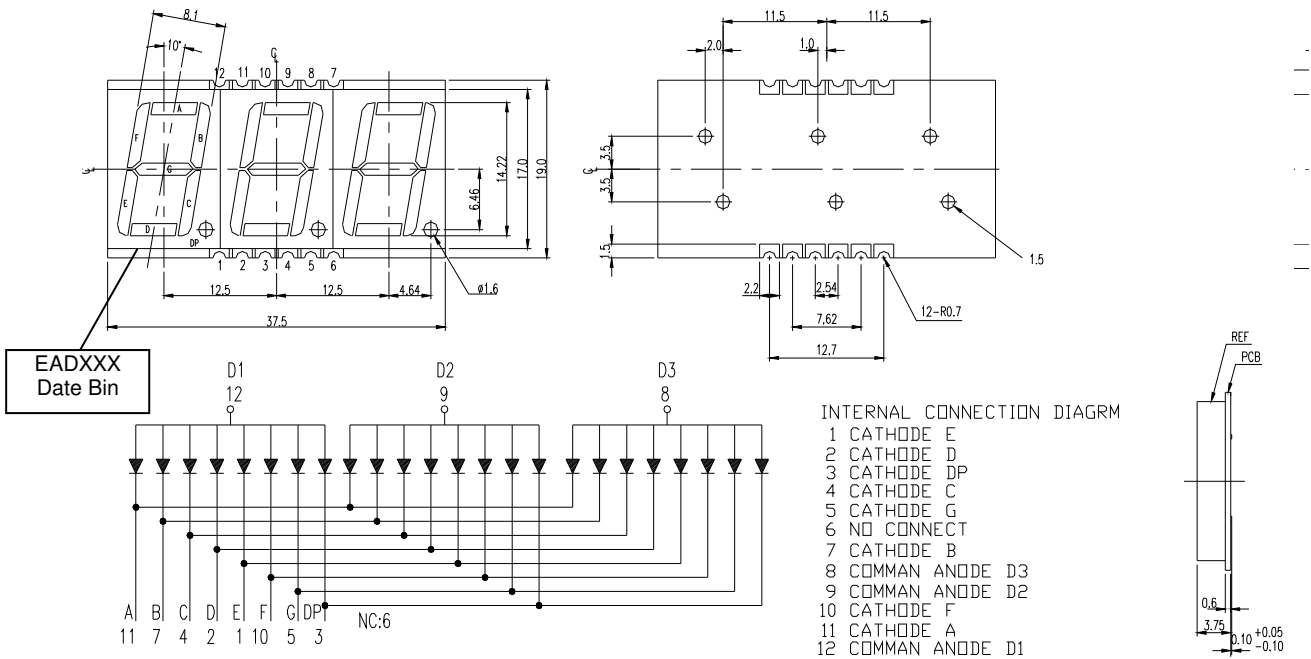 8.1
10°
11.5 11.5
2.0 1.0
12 11 10 9 8 7
A
F B
G
E C
D
DP
1 2 3 4 5 6
14.22
17.0
19.0
6.46
12.5 12.5 4.64
ø1.6
37.5
3.5
3.5
1.5
1.5
2.2 2.54
12-R0.7
7.62
12.7
EADXXX
Date Bin
D1 D2 D3
12 9 8
A B C D E F G DP
11 7 4 2 1 10 5 3
NC:6
INTERNAL CONNECTION DIAGRM
1 CATHODE E
2 CATHODE D
3 CATHODE DP
4 CATHODE C
5 CATHODE G
6 NO CONNECT
7 CATHODE B
8 COMMAN ANODE D3
9 COMMAN ANODE D2
10 CATHODE F
11 CATHODE A
12 COMMAN ANODE D1
REF
PCB
0.6
3.75
0.10 +0.05
-0.10